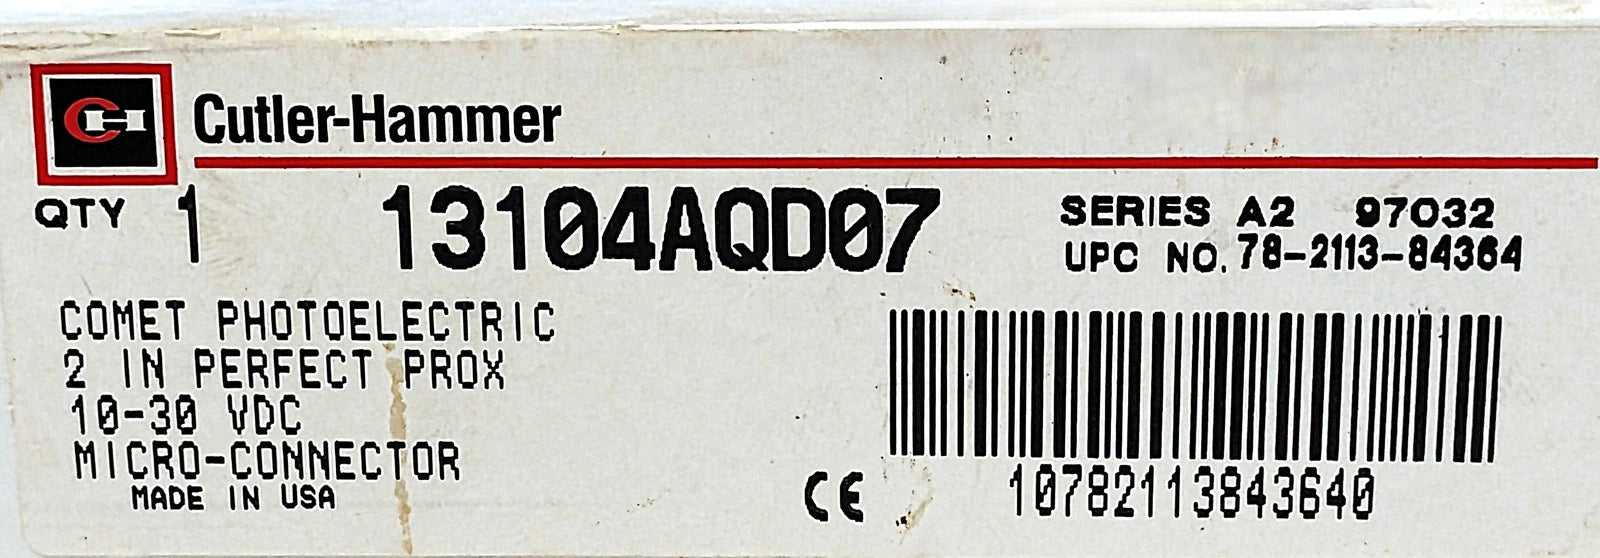 Cutler-Hammer
QTY 1 13104AQD07 SERIES A2 97032
UPC NO. 78-2113-84364
COMET PHOTOELECTRIC
2 IN PERFECT PROX
10-30 VDC
MICRO-CONNECTOR
MADE IN USA
CE
10782113843640